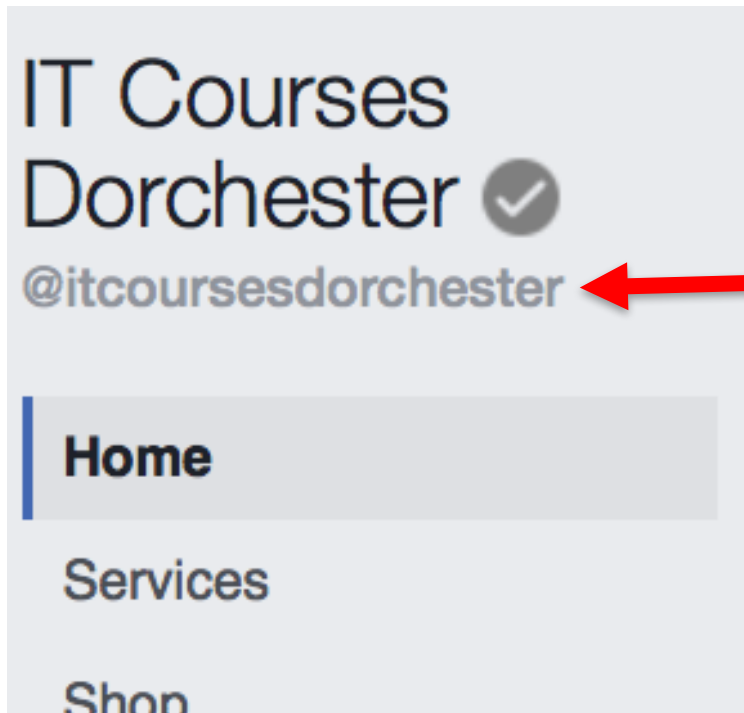 IT Courses
Dorchester
@itcoursesdorchester
Home
Services
Shop